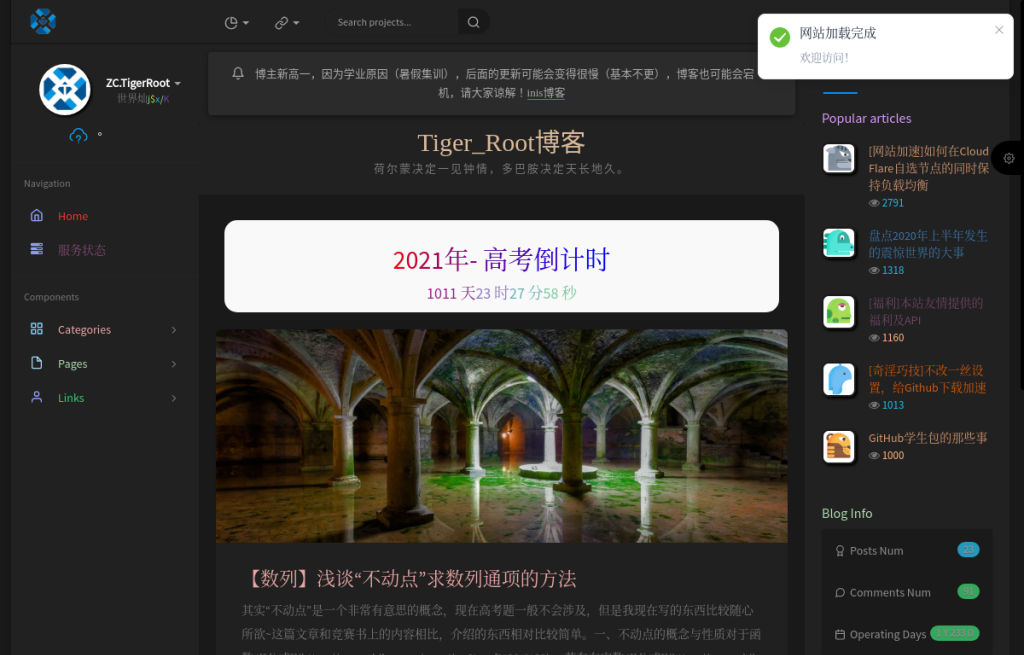 Search projects...
网站加载完成
欢迎访问！
ZC.TigerRoot
世界灿
博主新高一，因为学业原因（暑假集训），后面的更新可能会变得很慢（基本不更），博客也可能会宕
机，请大家谅解！inis博客
Tiger_Root博客
荷尔蒙决定一见钟情，多巴胺决定天长地久。
Navigation
Home
服务状态
Components
Categories
Pages
Links
2021年- 高考倒计时
1011 天23 时27 分58 秒
【数列】浅谈“不动点”求数列通项的方法
其实“不动点”是一个非常有意思的概念，现在高考题一般不会涉及，但是我现在写的东西比较随心
所欲~这篇文章和竞赛书上的内容相比，介绍的东西相对比较简单。一、不动点的概念与性质对于函
Popular articles
[网站加速]如何在Cloud
Flare自选节点的同时保
持负载均衡
2791
盘点2020年上半年发生
的震惊世界的大事
1318
[福利]本站友情提供的
福利及API
1160
[奇淫巧技]不改一丝设
置，给Github下载加速
1013
GitHub学生包的那些事
1000
Blog Info
Posts Num
Comments Num
Operating Days